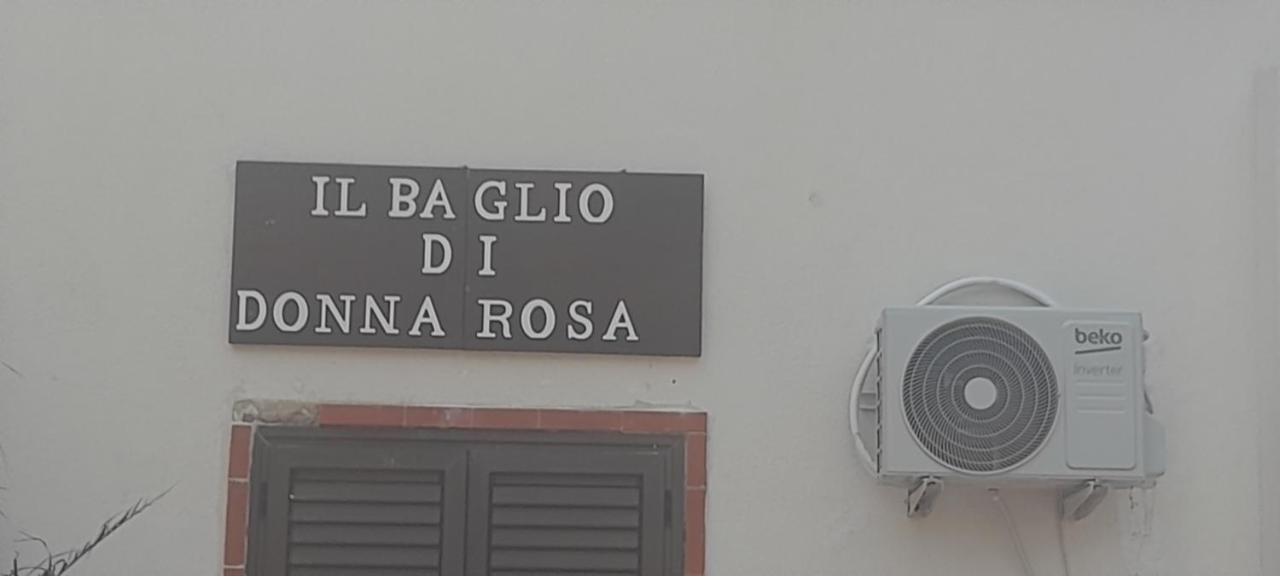 IL BAGLIO
DI
DONNA ROSA
beko
inverter